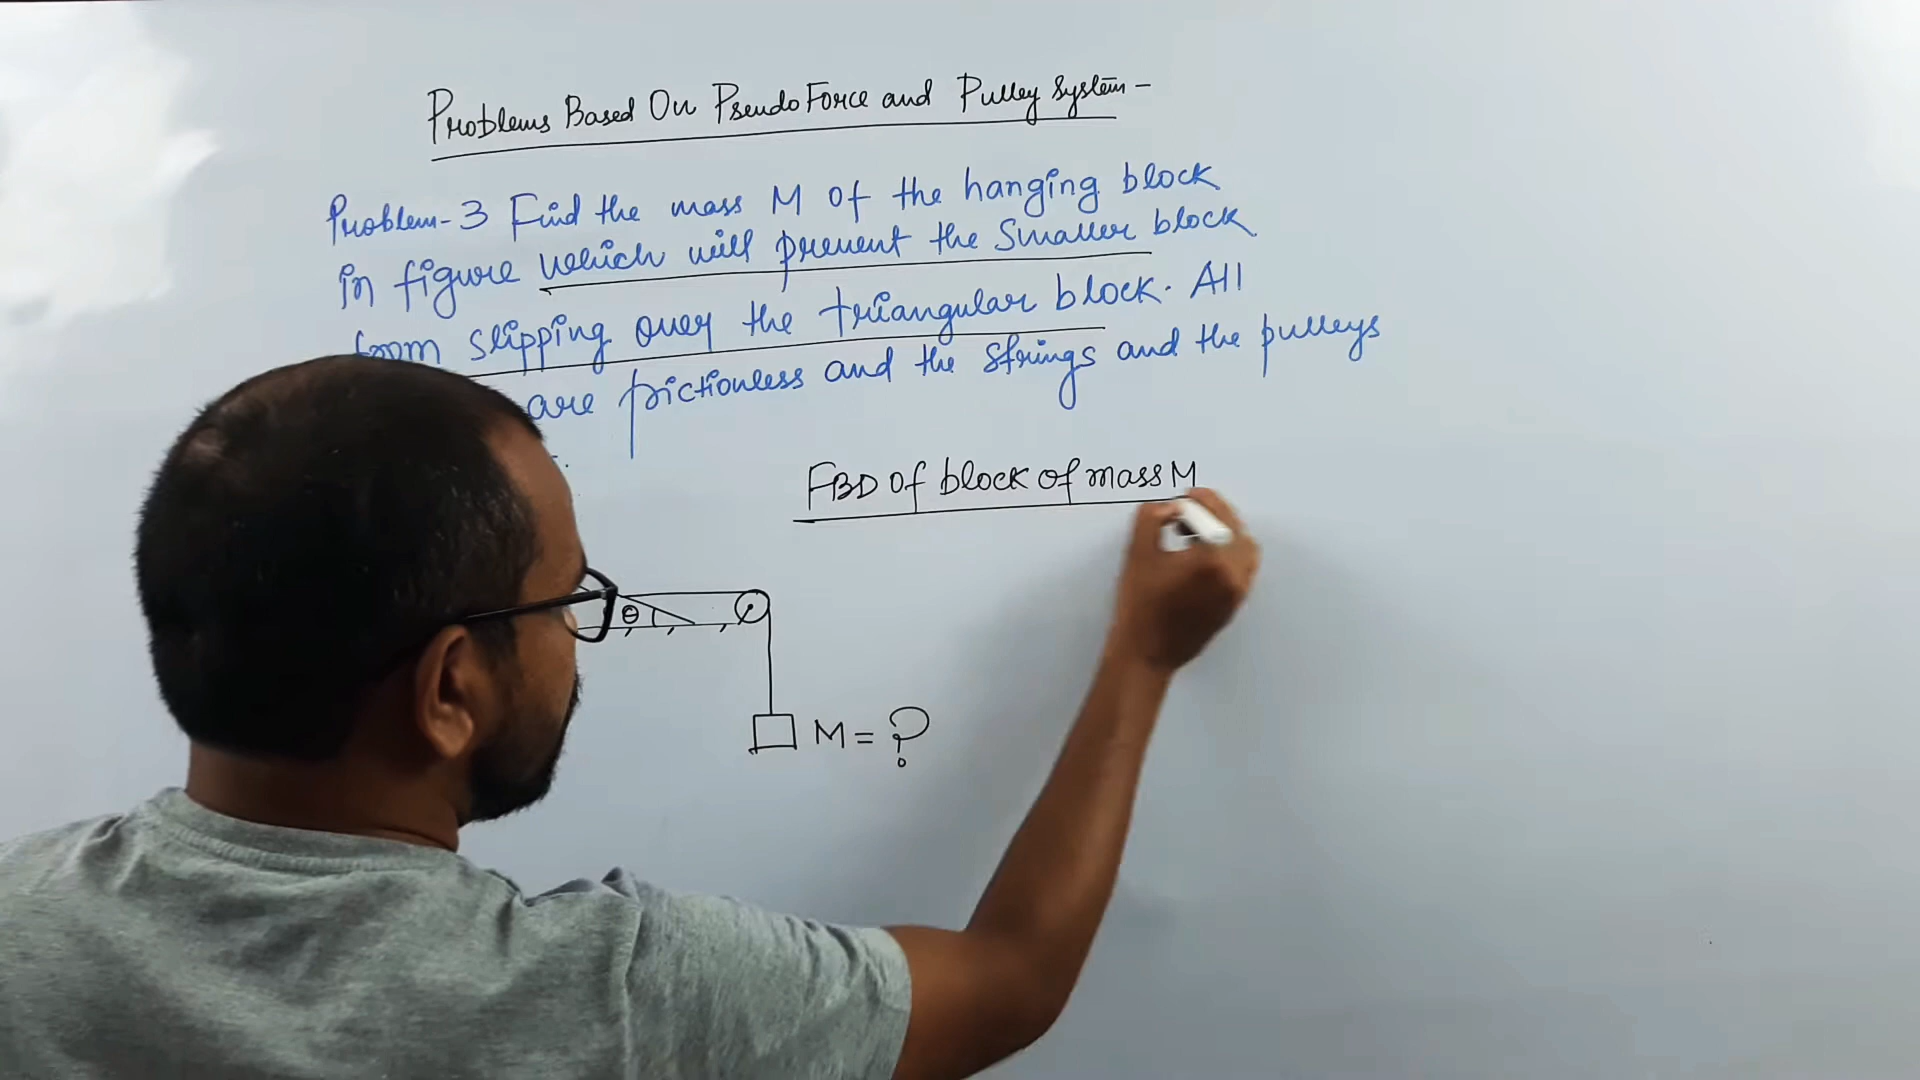 Problems Based On Pseudo Force and Pulley System -
Problem-3 Find the mass M of the hanging block
in figure which will prevent the smaller block
from slipping over the triangular block. All
are frictionless and the strings and the pulleys
FBD of block of mass M
θ
M = ?